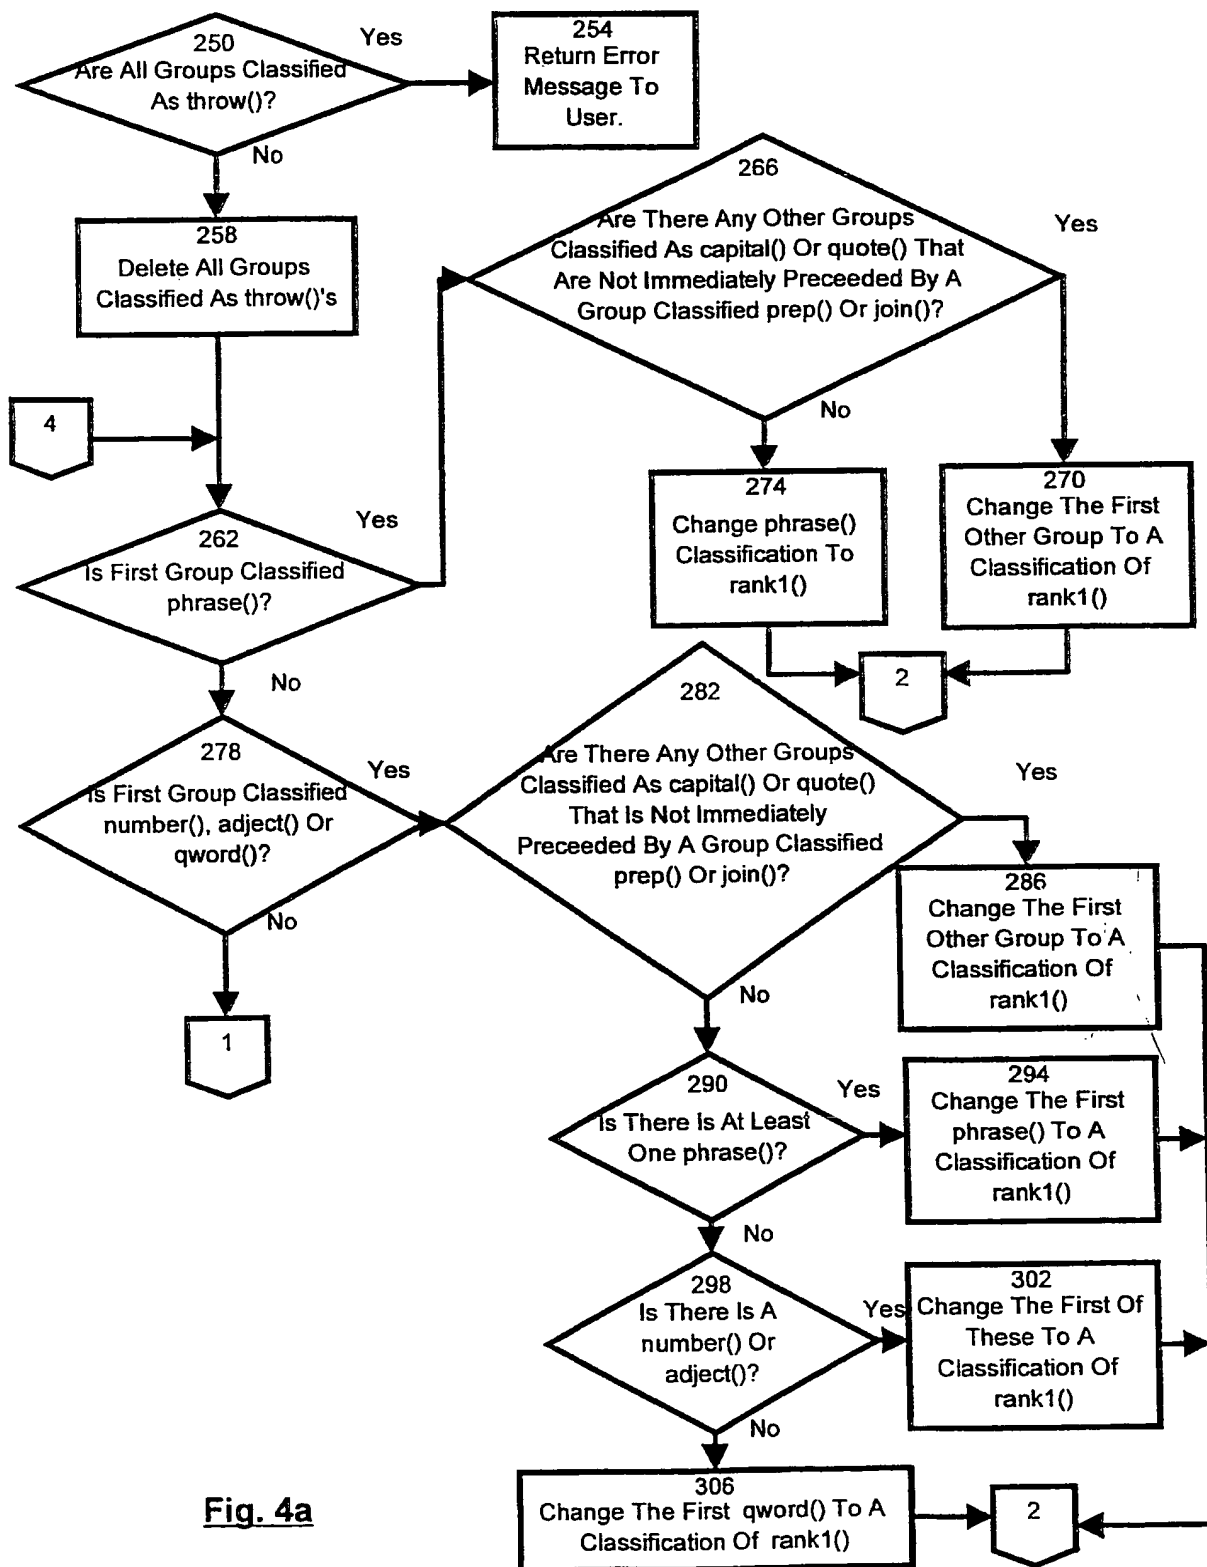 250
Are All Groups Classified
As throw()?
Yes
No
254
Return Error
Message To
User.
258
Delete All Groups
Classified As throw()'s
4
262
Is First Group Classified
phrase()?
Yes
No
266
Are There Any Other Groups
Classified As capital() Or quote() That
Are Not Immediately Preceeded By A
Group Classified prep() Or join()?
Yes
No
274
Change phrase()
Classification To
rank1()
270
Change The First
Other Group To A
Classification Of
rank1()
2
278
Is First Group Classified
number(), adject() Or
qword()?
Yes
No
1
282
Are There Any Other Groups
Classified As capital() Or quote()
That Is Not Immediately
Preceeded By A Group Classified
prep() Or join()?
Yes
No
286
Change The First
Other Group To A
Classification Of
rank1()
290
Is There Is At Least
One phrase()?
Yes
No
294
Change The First
phrase() To A
Classification Of
rank1()
298
Is There Is A
number() Or
adject()?
Yes
No
302
Change The First Of
These To A
Classification Of
rank1()
306
Change The First qword() To A
Classification Of rank1()
2
Fig. 4a